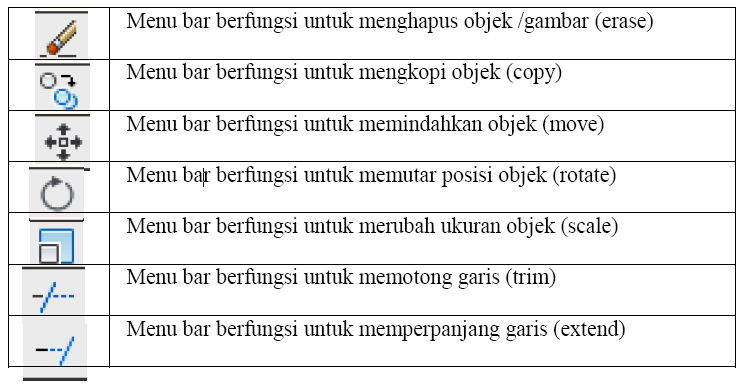 Menu bar berfungsi untuk menghapus objek /gambar (erase)
Menu bar berfungsi untuk mengkopi objek (copy)
Menu bar berfungsi untuk memindahkan objek (move)
Menu bar berfungsi untuk memutar posisi objek (rotate)
Menu bar berfungsi untuk merubah ukuran objek (scale)
Menu bar berfungsi untuk memotong garis (trim)
Menu bar berfungsi untuk memperpanjang garis (extend)